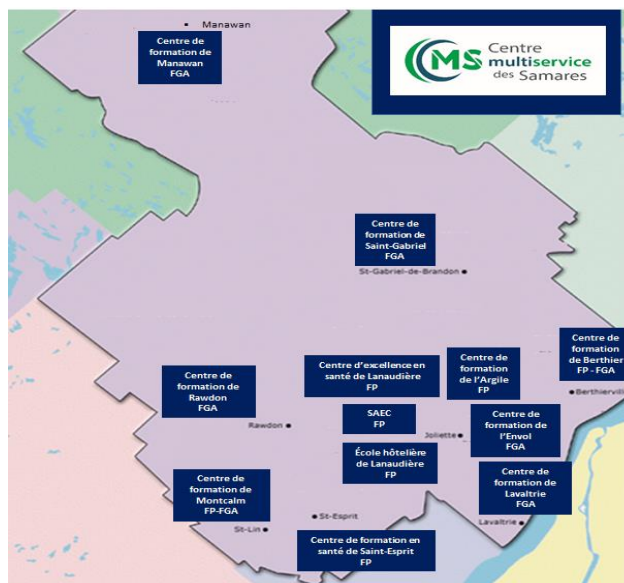 Manawan
Centre de
formation de
Manawan
FGA
CMS Centre
multiservice
des Samares
Centre de
formation de
Saint-Gabriel
FGA
St-Gabriel-de-Brandon
Centre de
formation
de Berthier
FP - FGA
Berthiervill
Centre d'excellence en
santé de Lanaudière
FP
Centre de
formation
de l'Argile
FP
Centre de
formation de
Rawdon
FGA
Rawdon
SAEC
FP
Joliette
Centre de
formation de
l'Envol
FGA
École hôtelière
de Lanaudière
FP
Centre de
formation de
Montcalm
FP-FGA
Centre de
formation de
Lavaltrie
FGA
St-Esprit
St-Lin
Lavaltrie
Centre de formation en
santé de Saint-Esprit
FP